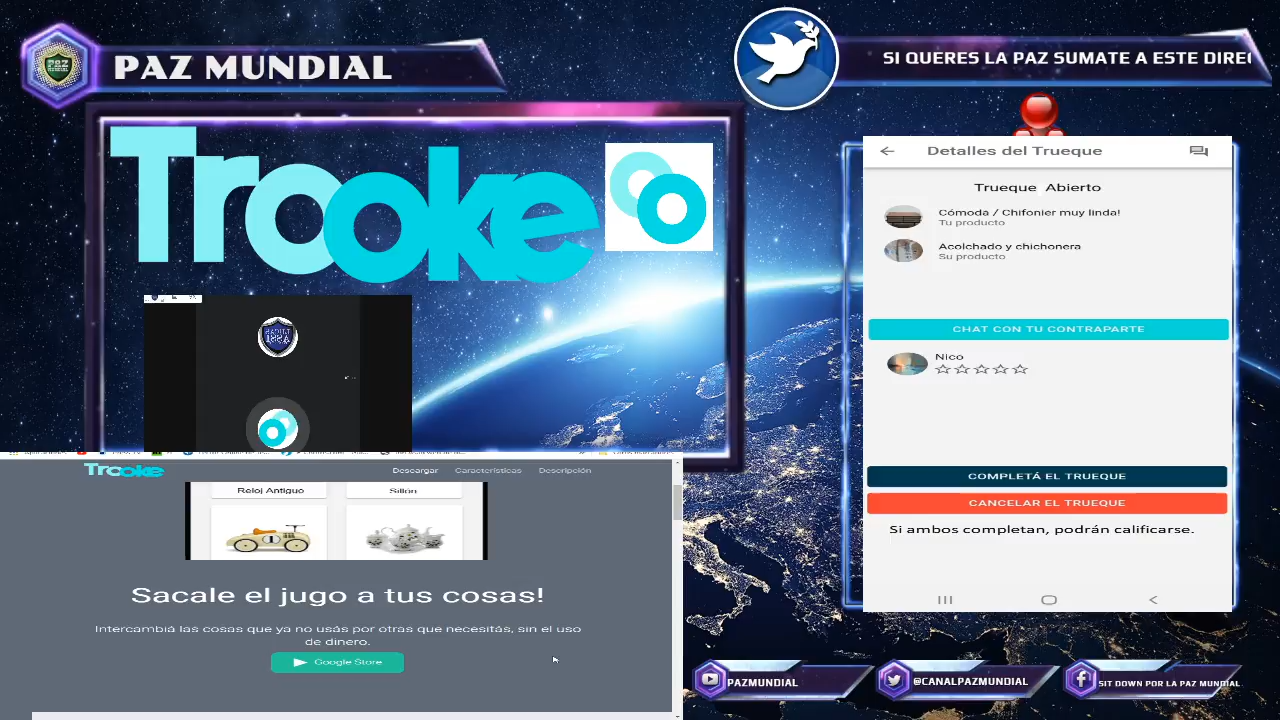 PAZ MUNDIAL
PAZ
MUNDIAL
SI QUERES LA PAZ SUMATE A ESTE DIREC
Trooke
Detalles del Trueque
Trueque Abierto
Cómoda / Chifonier muy linda!
Tu producto
Acolchado y chichonera
Su producto
CHAT CON TU CONTRAPARTE
Nico
COMPLETÁ EL TRUEQUE
CANCELAR EL TRUEQUE
Si ambos completan, podrán calificarse.
Trooke
Descargar Características Descripción
Reloj Antiguo
Sillón
1
Sacale el jugo a tus cosas!
Intercambiá las cosas que ya no usás por otras que necesitás, sin el uso
de dinero.
Google Store
PAZMUNDIAL
@CANALPAZMUNDIAL
SIT DOWN POR LA PAZ MUNDIAL